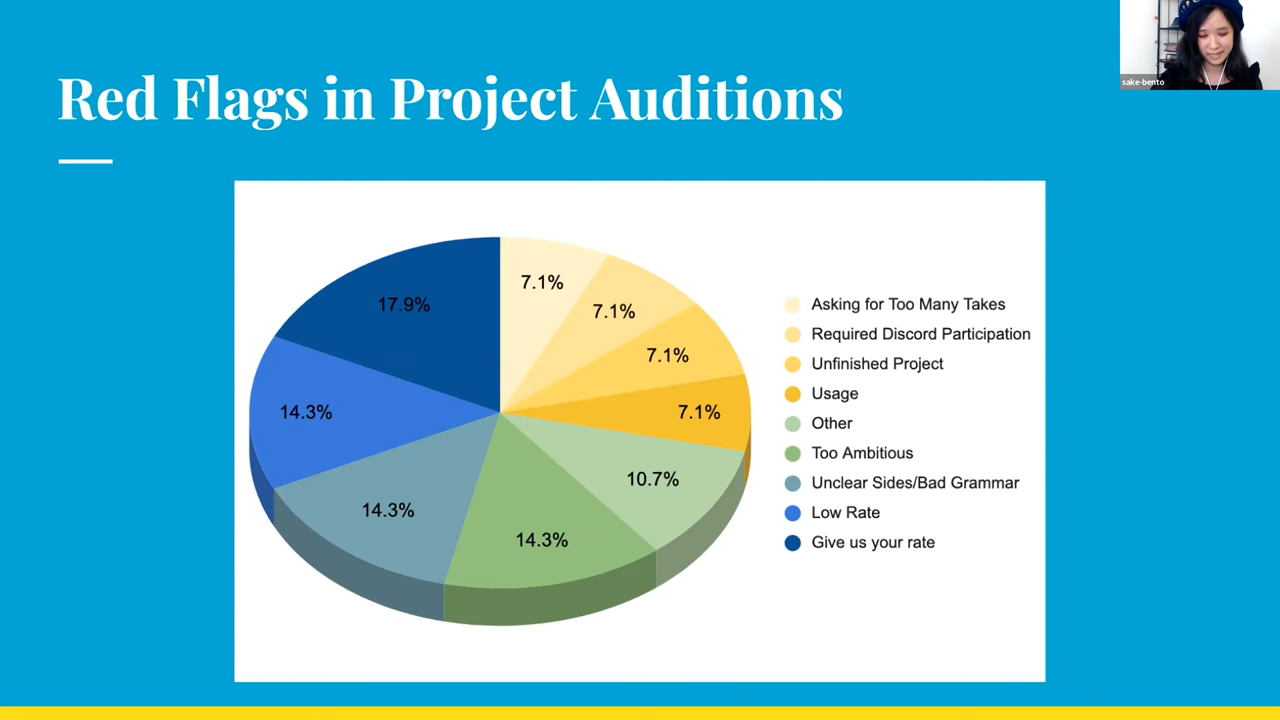 sake-bento
Red Flags in Project Auditions
17.9%
7.1%
7.1%
7.1%
7.1%
10.7%
14.3%
14.3%
14.3%
Asking for Too Many Takes
Required Discord Participation
Unfinished Project
Usage
Other
Too Ambitious
Unclear Sides/Bad Grammar
Low Rate
Give us your rate